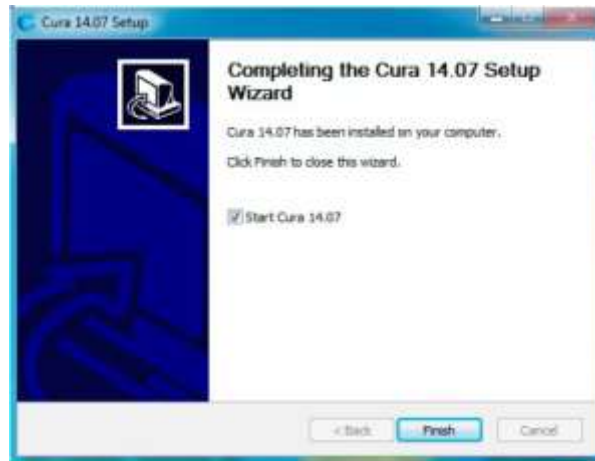 Cura 14.07 Setup
Completing the Cura 14.07 Setup
Wizard
Cura 14.07 has been installed on your computer.
Click Finish to close this wizard.
Start Cura 14.07
< Back
Finish
Cancel